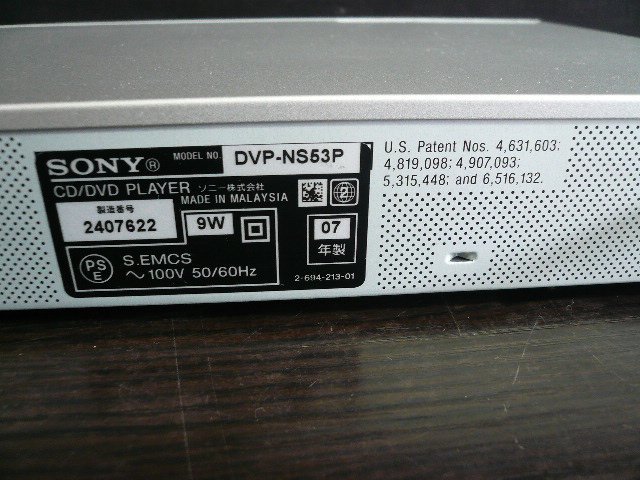 SONY® MODEL NO. DVP-NS53P
CD/DVD PLAYER ソニー株式会社
MADE IN MALAYSIA
製造番号
2407622
9W
07
年製
PS
E
S.EMCS
～100V 50/60Hz
2-694-213-01
U.S. Patent Nos. 4,631,603;
4,819,098; 4,907,093;
5,315,448; and 6,516,132.